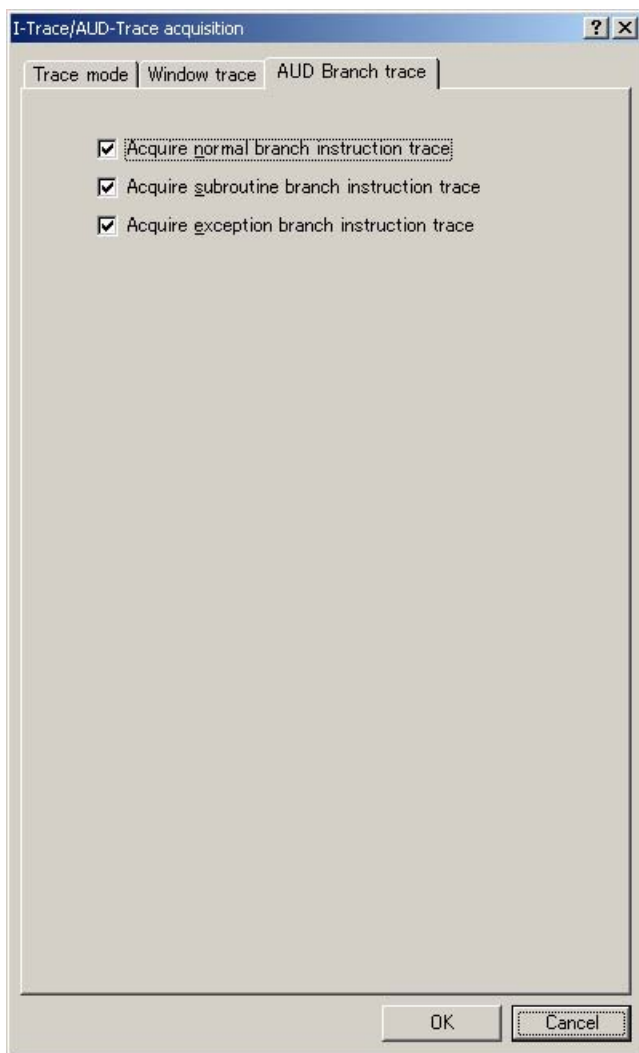 I-Trace/AUD-Trace acquisition
Trace mode
Window trace
AUD Branch trace
Acquire normal branch instruction trace
Acquire subroutine branch instruction trace
Acquire exception branch instruction trace
OK
Cancel